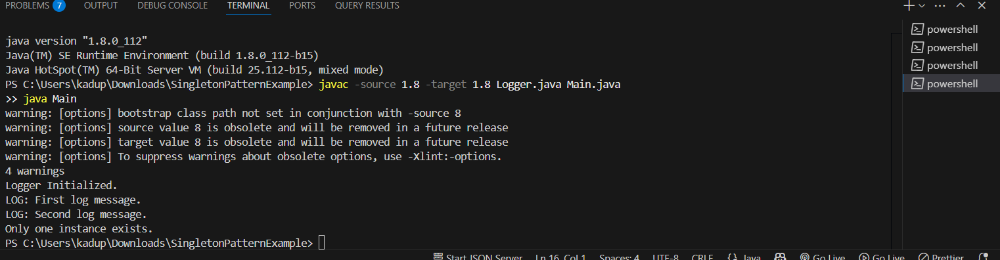 PROBLEMS 7 OUTPUT DEBUG CONSOLE TERMINAL PORTS QUERY RESULTS
java version "1.8.0_112"
Java(TM) SE Runtime Environment (build 1.8.0_112-b15)
Java HotSpot(TM) 64-Bit Server VM (build 25.112-b15, mixed mode)
PS C:\Users\kadup\Downloads\SingletonPatternExample> javac -source 1.8 -target 1.8 Logger.java Main.java
>> java Main
warning: [options] bootstrap class path not set in conjunction with -source 8
warning: [options] source value 8 is obsolete and will be removed in a future release
warning: [options] target value 8 is obsolete and will be removed in a future release
warning: [options] To suppress warnings about obsolete options, use -Xlint:-options.
4 warnings
Logger Initialized.
LOG: First log message.
LOG: Second log message.
Only one instance exists.
PS C:\Users\kadup\Downloads\SingletonPatternExample>
powershell
powershell
powershell
powershell
Start JSON Server Ln 16, Col 1 Spaces: 4 UTF-8 CRLF {} Java Go Live Go Live Prettier